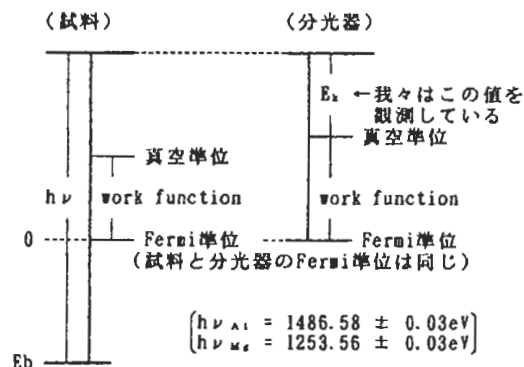 （試料）
（分光器）
Ek ←我々はこの値を
観測している
真空準位
真空準位
hν
work function
work function
0
Fermi準位
Fermi準位
（試料と分光器のFermi準位は同じ）
hν Al = 1486.58 ± 0.03eV
hν Mg = 1253.56 ± 0.03eV
Eb